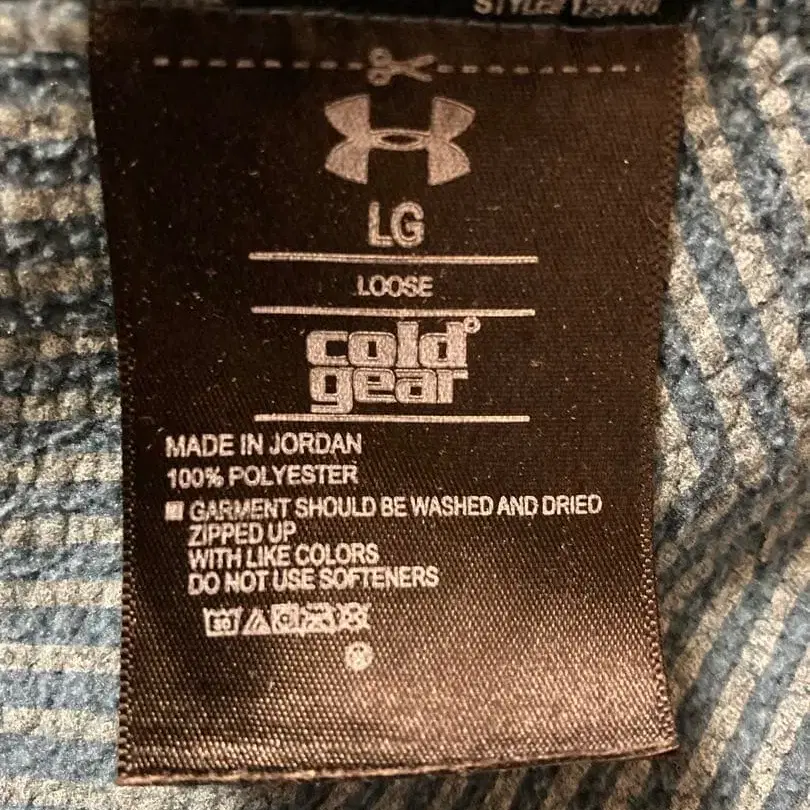 STYLE#
LG
LOOSE
cold®
gear
MADE IN JORDAN
100% POLYESTER
GARMENT SHOULD BE WASHED AND DRIED
ZIPPED UP
WITH LIKE COLORS
DO NOT USE SOFTENERS